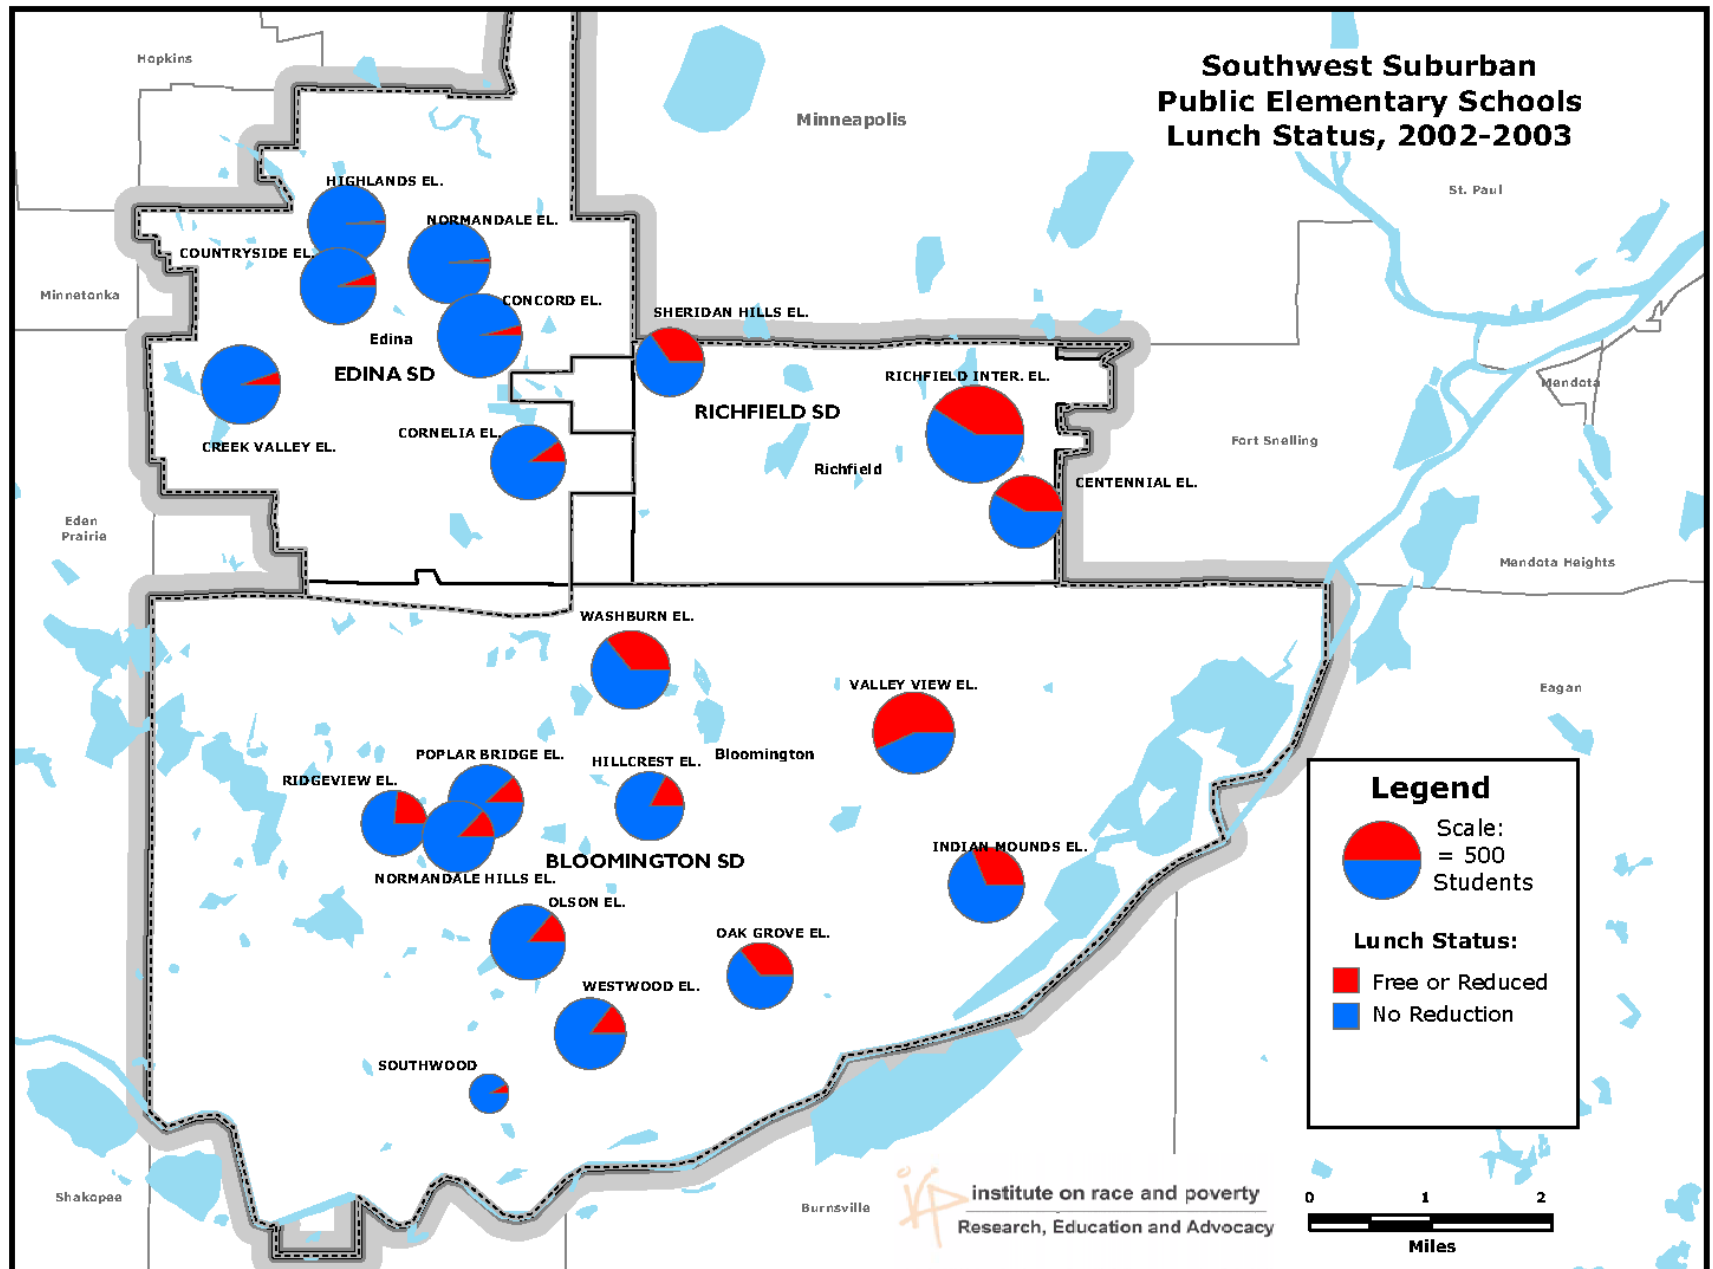 Southwest Suburban
Public Elementary Schools
Lunch Status, 2002-2003
Hopkins
Minneapolis
St. Paul
HIGHLANDS EL.
NORMANDALE EL.
COUNTRYSIDE EL.
Minnetonka
CONCORD EL.
SHERIDAN HILLS EL.
Edina
EDINA SD
RICHFIELD INTER. EL.
Mendota
RICHFIELD SD
CORNELIA EL.
Fort Snelling
CREEK VALLEY EL.
Richfield
CENTENNIAL EL.
Eden
Prairie
Mendota Heights
WASHBURN EL.
VALLEY VIEW EL.
Eagan
POPLAR BRIDGE EL.
HILLCREST EL.
Bloomington
RIDGEVIEW EL.
INDIAN MOUNDS EL.
BLOOMINGTON SD
NORMANDALE HILLS EL.
OLSON EL.
OAK GROVE EL.
WESTWOOD EL.
SOUTHWOOD
Legend
Scale:
= 500
Students
Lunch Status:
Free or Reduced
No Reduction
Shakopee
Burnsville
irp
institute on race and poverty
Research, Education and Advocacy
0 1 2
Miles